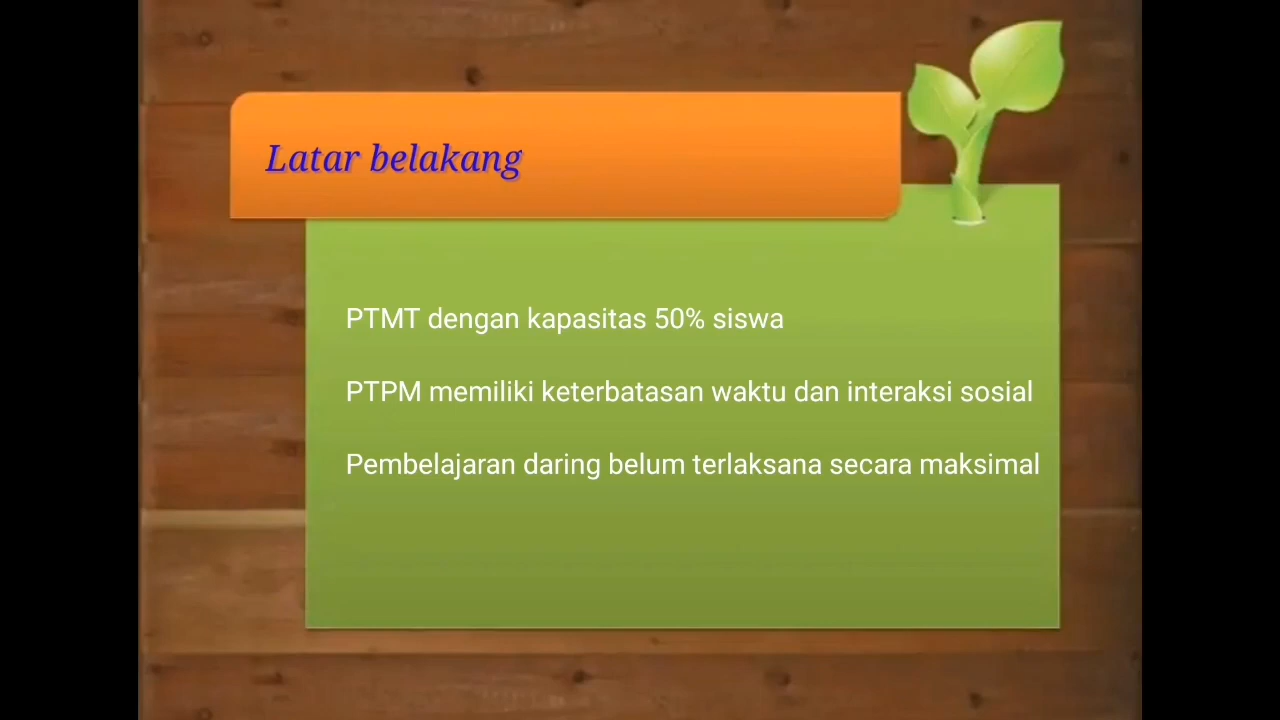 Latar belakang
PTMT dengan kapasitas 50% siswa
PTPM memiliki keterbatasan waktu dan interaksi sosial
Pembelajaran daring belum terlaksana secara maksimal